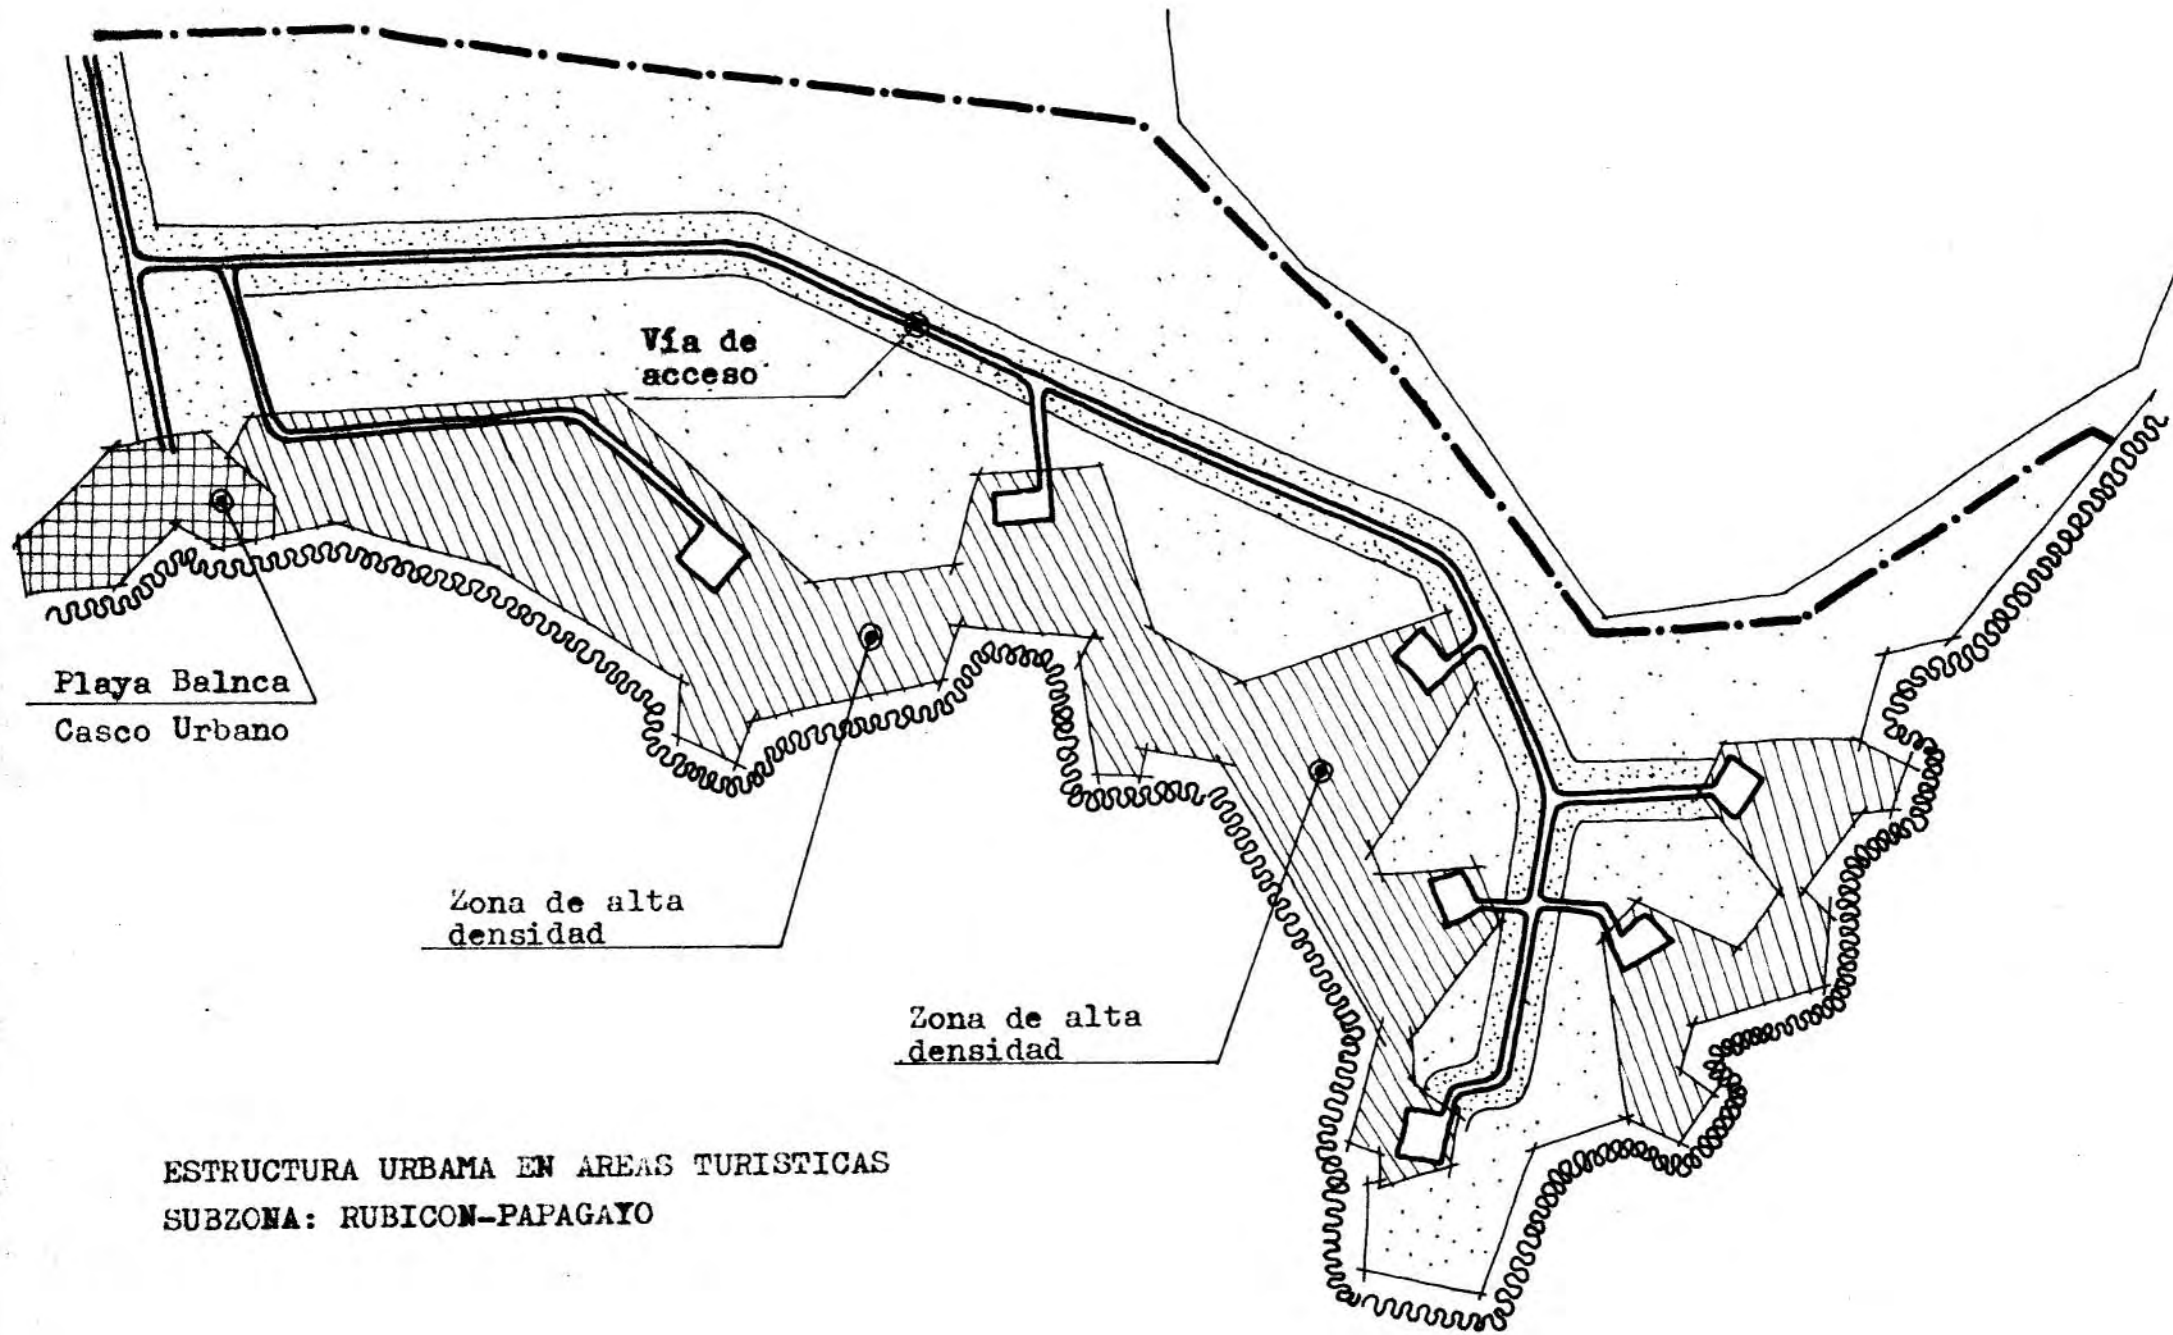 Vía de
acceso
Playa Balnca
Casco Urbano
Zona de alta
densidad
Zona de alta
densidad
ESTRUCTURA URBAMA EN AREAS TURISTICAS
SUBZONA: RUBICON-PAPAGAYO